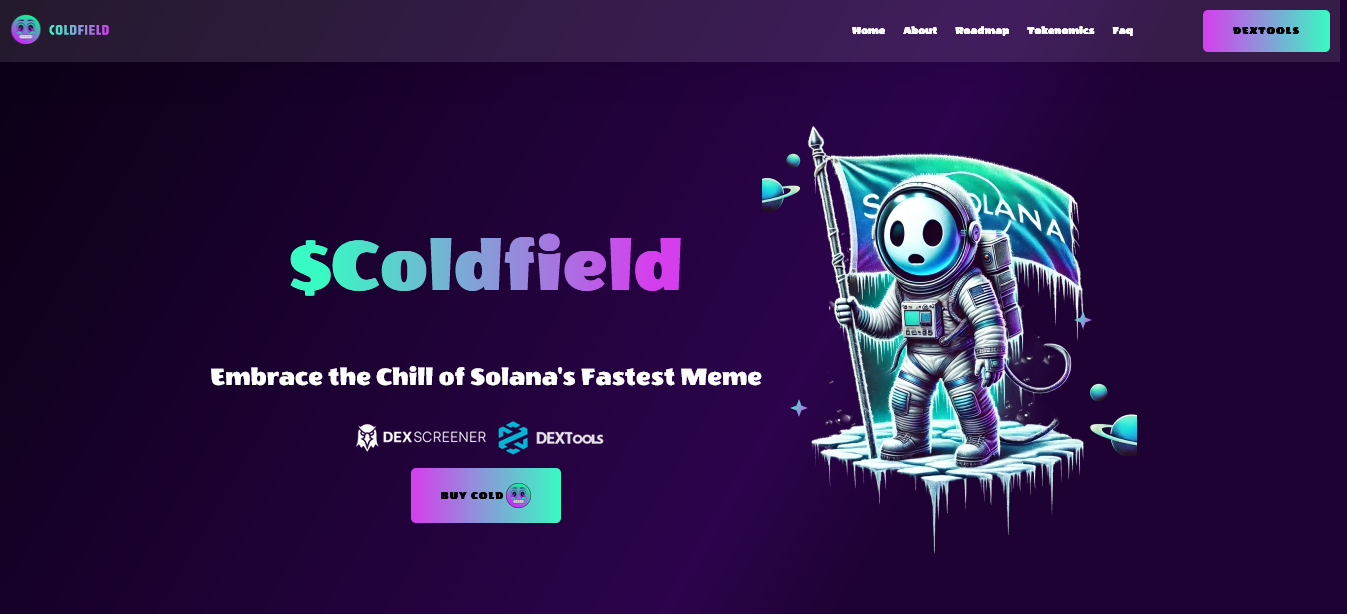 COLDFIELD
Home About Roadmap Tokenomics Faq
DEXTOOLS
$Coldfield
Embrace the Chill of Solana's Fastest Meme
DEXSCREENER DEXTools
BUY COLD
OLANA